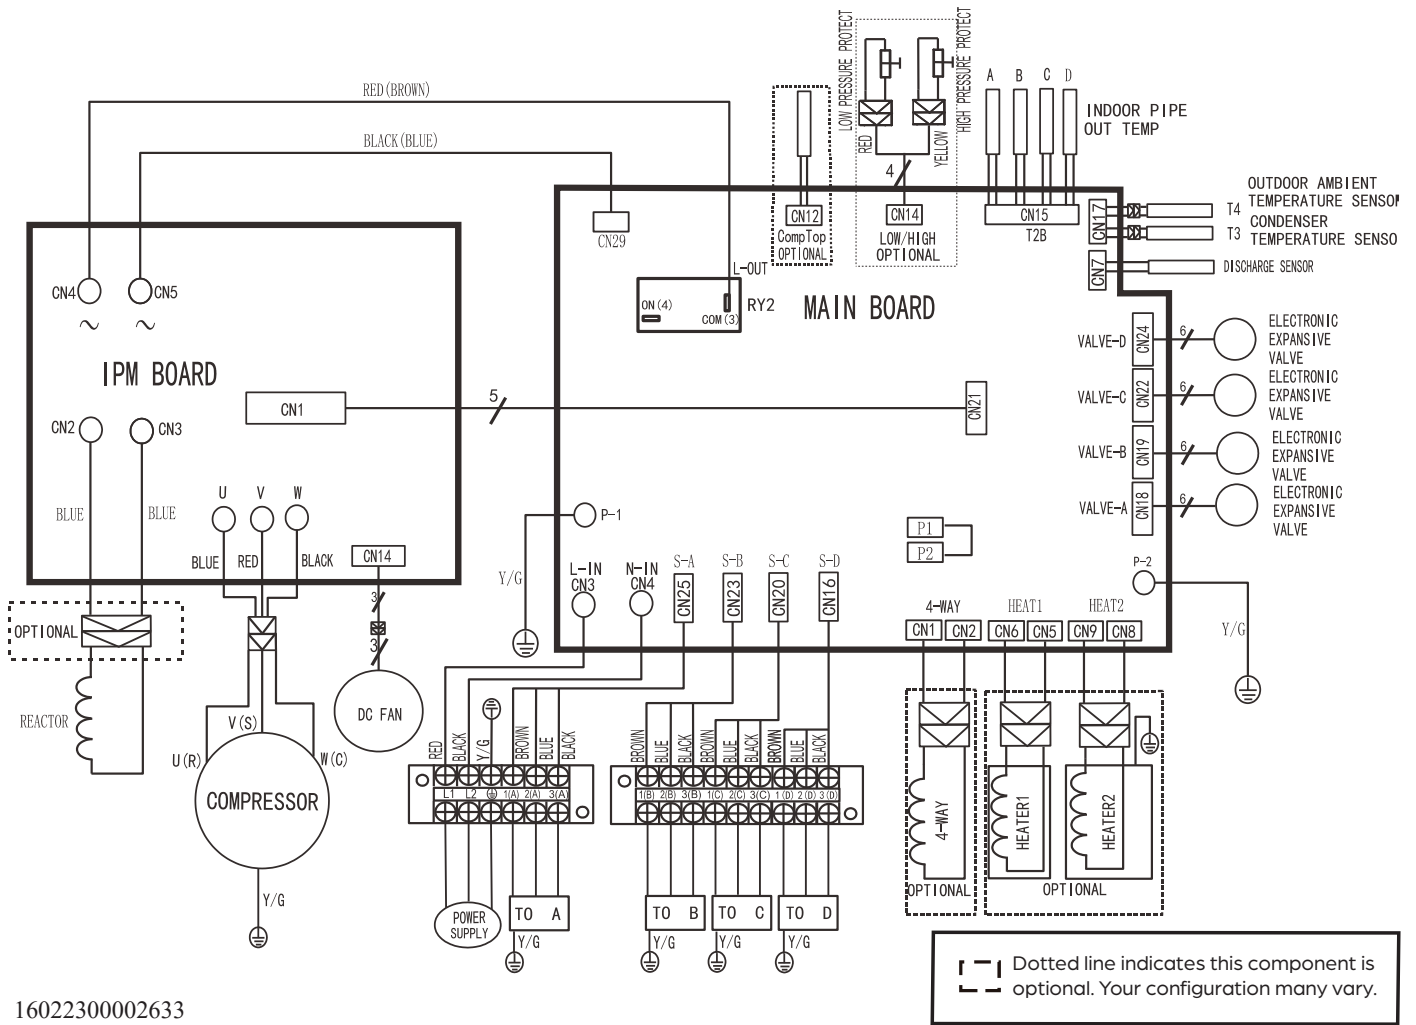 RED(BROWN)
BLACK(BLUE)
LOW PRESSURE PROTECT
HIGH PRESSURE PROTECT
RED
YELLOW
4
A B C D
INDOOR PIPE
OUT TEMP
CN29
CN12
CompTop
OPTIONAL
CN14
LOW/HIGH
OPTIONAL
CN15
T2B
CN17
CN7
T4
OUTDOOR AMBIENT
TEMPERATURE SENSOR
T3
CONDENSER
TEMPERATURE SENSO
DISCHARGE SENSOR
CN4
CN5
∼ ∼
IPM BOARD
L-OUT
ON(4)
COM(3)
RY2
MAIN BOARD
VALVE-D
CN24
6
ELECTRONIC
EXPANSIVE
VALVE
VALVE-C
CN22
6
ELECTRONIC
EXPANSIVE
VALVE
VALVE-B
CN19
6
ELECTRONIC
EXPANSIVE
VALVE
VALVE-A
CN18
6
ELECTRONIC
EXPANSIVE
VALVE
CN1
5
CN21
CN2
CN3
BLUE
BLUE
U V W
BLUE
RED
BLACK
CN14
3
3
DC FAN
OPTIONAL
REACTOR
U(R)
V(S)
W(C)
COMPRESSOR
Y/G
P-1
Y/G
P1
P2
P-2
Y/G
L-IN
CN3
N-IN
CN4
S-A
CN25
S-B
CN23
S-C
CN20
S-D
CN16
4-WAY
CN1 CN2
HEAT1
CN6 CN5
HEAT2
CN9 CN8
RED
BLACK
Y/G
BROWN
BLUE
BLACK
L1 L2 1(A) 2(A) 3(A)
BROWN
BLUE
BLACK
BROWN
BLUE
BLACK
BROWN
BLUE
BLACK
1(B) 2(B) 3(B) 1(C) 2(C) 3(C) 1(D) 2(D) 3(D)
POWER
SUPPLY
TO A
Y/G
TO B
Y/G
TO C
Y/G
TO D
Y/G
4-WAY
OPTIONAL
HEATER1
HEATER2
OPTIONAL
Dotted line indicates this component is
optional. Your configuration many vary.
16022300002633